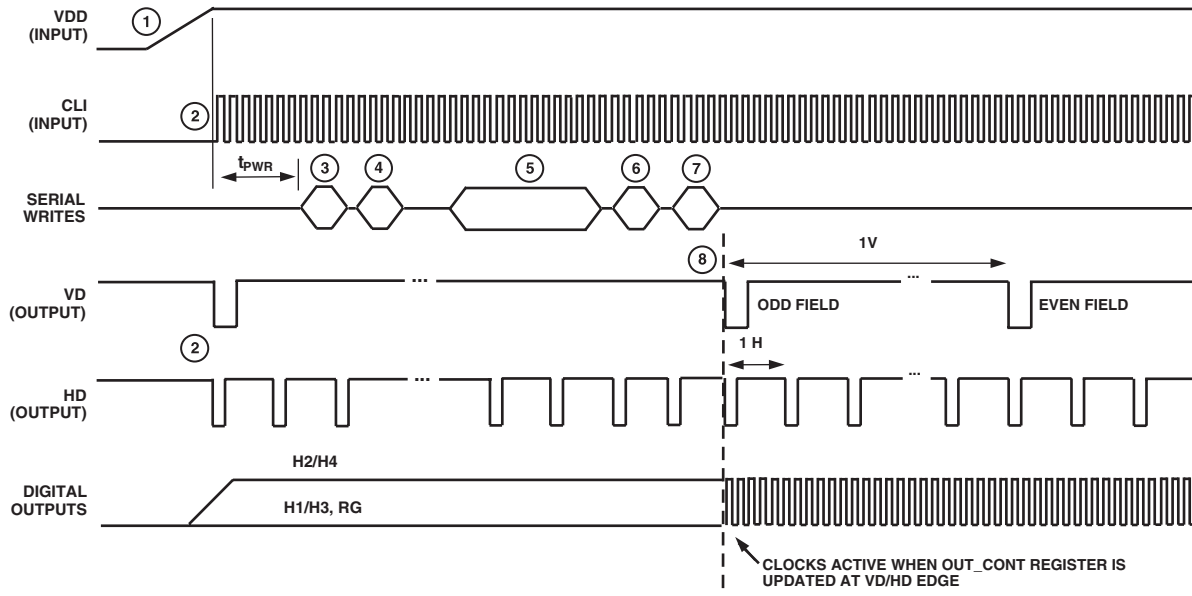 VDD
(INPUT)
1
CLI
(INPUT)
2
tPWR
3
4
5
6
7
SERIAL
WRITES
8
1V
VD
(OUTPUT)
...
...
ODD FIELD
EVEN FIELD
2
1 H
HD
(OUTPUT)
...
...
H2/H4
DIGITAL
OUTPUTS
H1/H3, RG
CLOCKS ACTIVE WHEN OUT_CONT REGISTER IS
UPDATED AT VD/HD EDGE